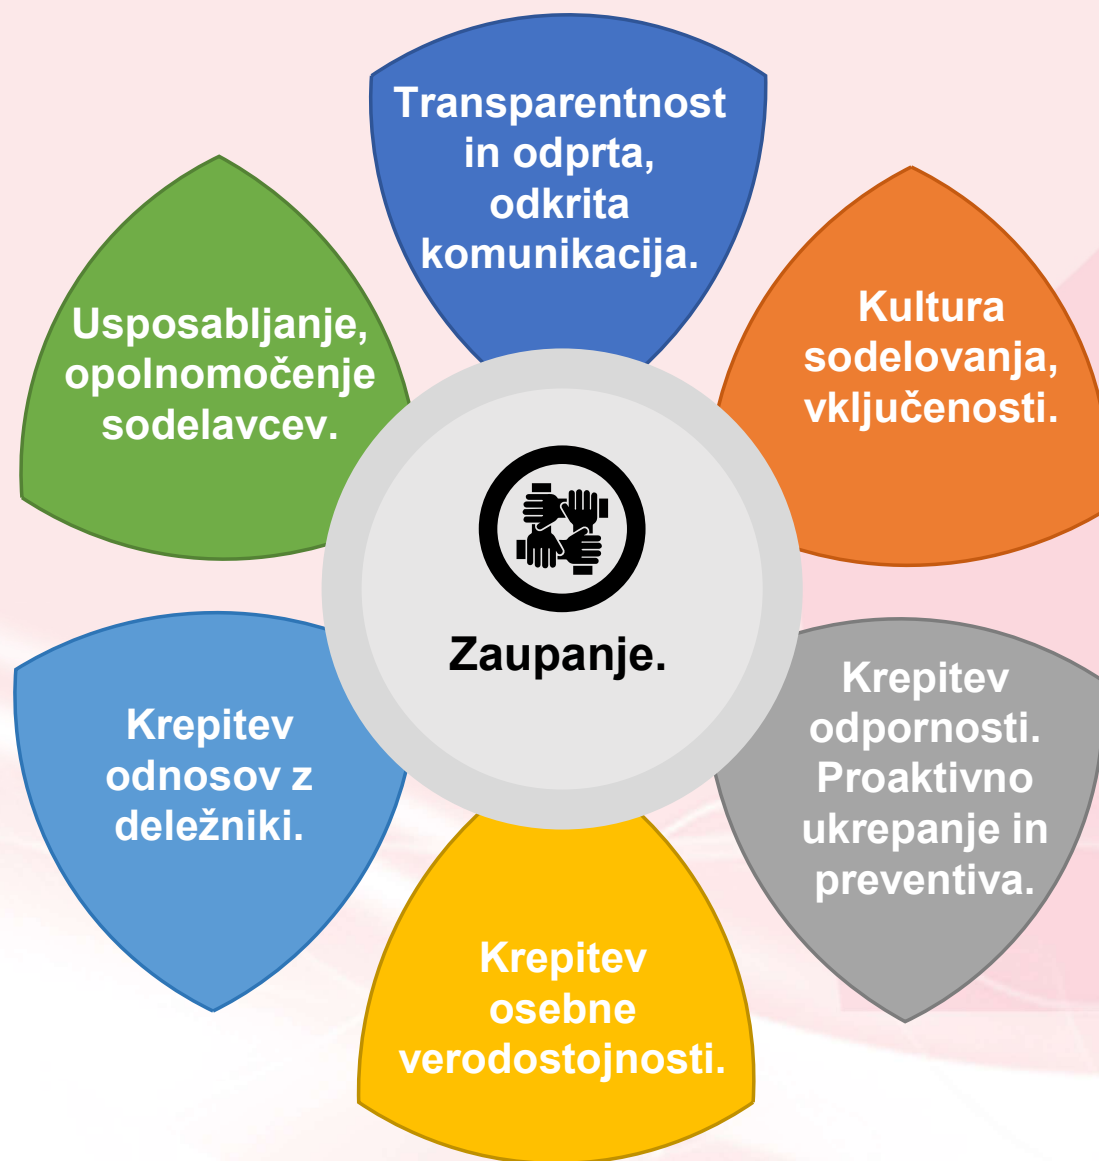 Transparentnost
in odprta,
odkrita
komunikacija.
Kultura
sodelovanja,
vključenosti.
Krepitev
odpornosti.
Proaktivno
ukrepanje in
preventiva.
Krepitev
osebne
verodostojnosti.
Krepitev
odnosov z
deležniki.
Usposabljanje,
opolnomočenje
sodelavcev.
Zaupanje.